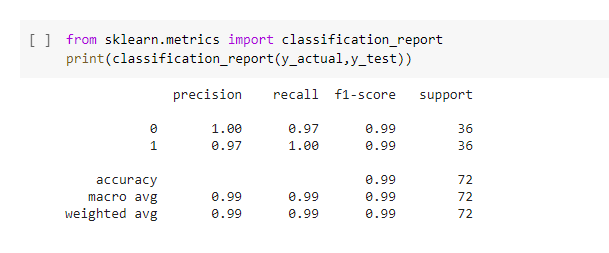 [ ] from sklearn.metrics import classification_report
print(classification_report(y_actual,y_test))
precision recall f1-score support
0 1.00 0.97 0.99 36
1 0.97 1.00 0.99 36
accuracy 0.99 72
macro avg 0.99 0.99 0.99 72
weighted avg 0.99 0.99 0.99 72